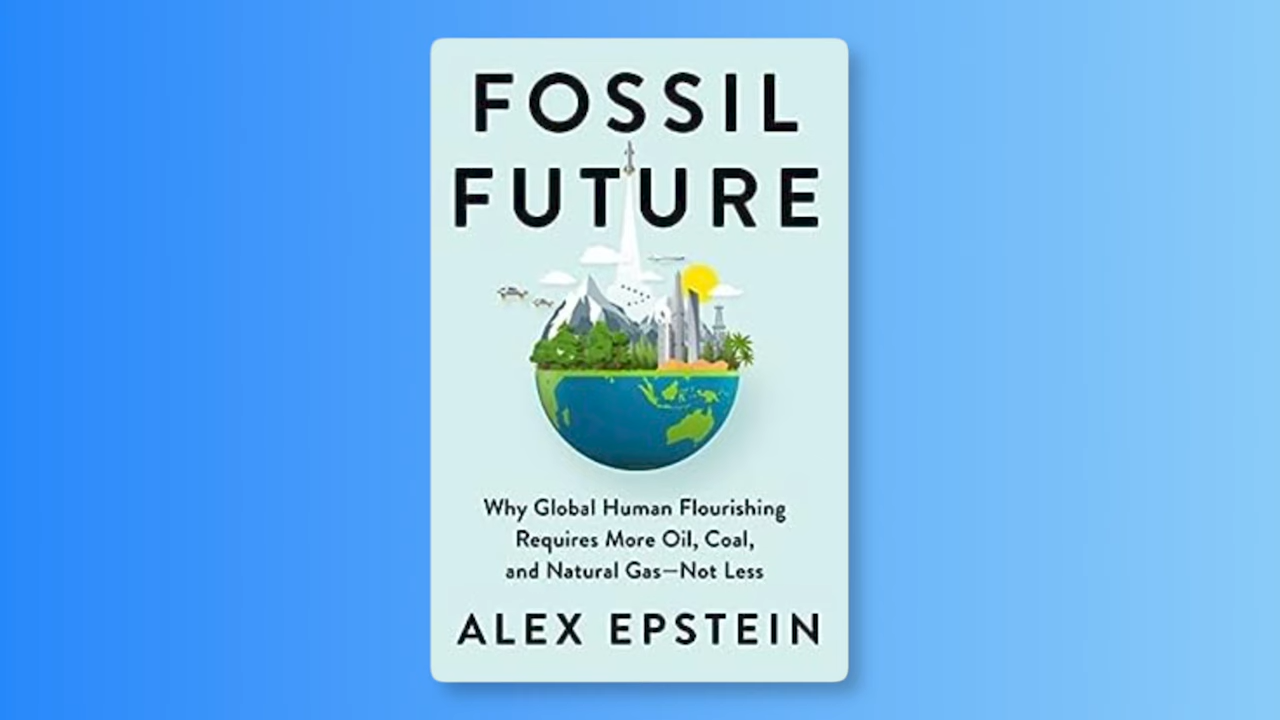 FOSSIL
FUTURE
Why Global Human Flourishing
Requires More Oil, Coal,
and Natural Gas—Not Less
ALEX EPSTEIN